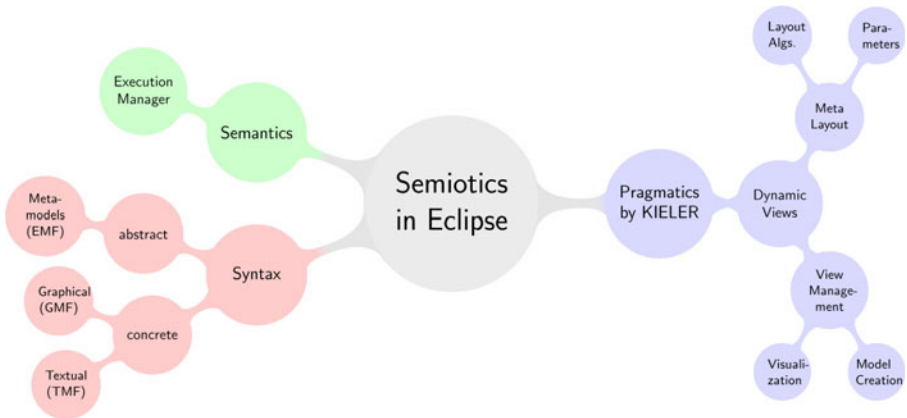 Layout
Algs.
Para-
meters
Execution
Manager
Meta
Layout
Semantics
Semiotics
in Eclipse
Pragmatics
by KIELER
Dynamic
Views
Meta-
models
(EMF)
abstract
Syntax
Graphical
(GMF)
concrete
Textual
(TMF)
View
Manage-
ment
Visuali-
zation
Model
Creation